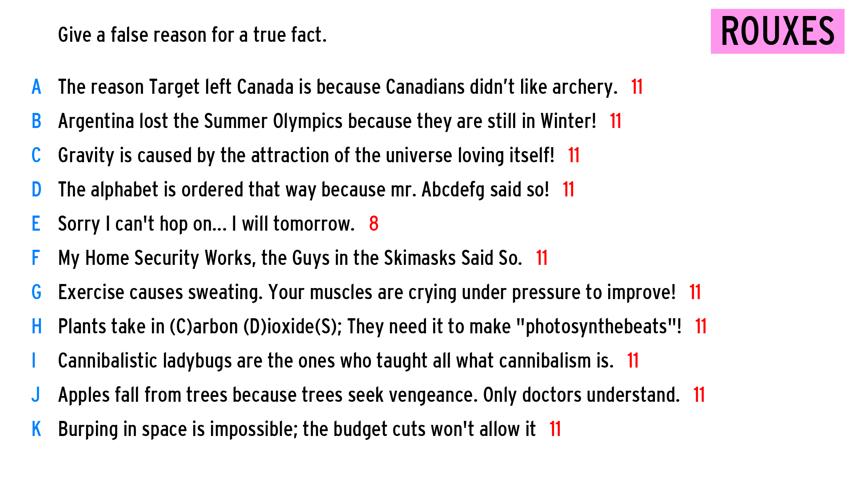 Give a false reason for a true fact.
ROUXES
A The reason Target left Canada is because Canadians didn't like archery. 11
B Argentina lost the Summer Olympics because they are still in Winter! 11
C Gravity is caused by the attraction of the universe loving itself! 11
D The alphabet is ordered that way because mr. Abcdefg said so! 11
E Sorry I can't hop on... I will tomorrow. 8
F My Home Security Works, the Guys in the Skimasks Said So. 11
G Exercise causes sweating. Your muscles are crying under pressure to improve! 11
H Plants take in (C)arbon (D)ioxide(S); They need it to make "photosynthebeats"! 11
I Cannibalistic ladybugs are the ones who taught all what cannibalism is. 11
J Apples fall from trees because trees seek vengeance. Only doctors understand. 11
K Burping in space is impossible; the budget cuts won't allow it 11